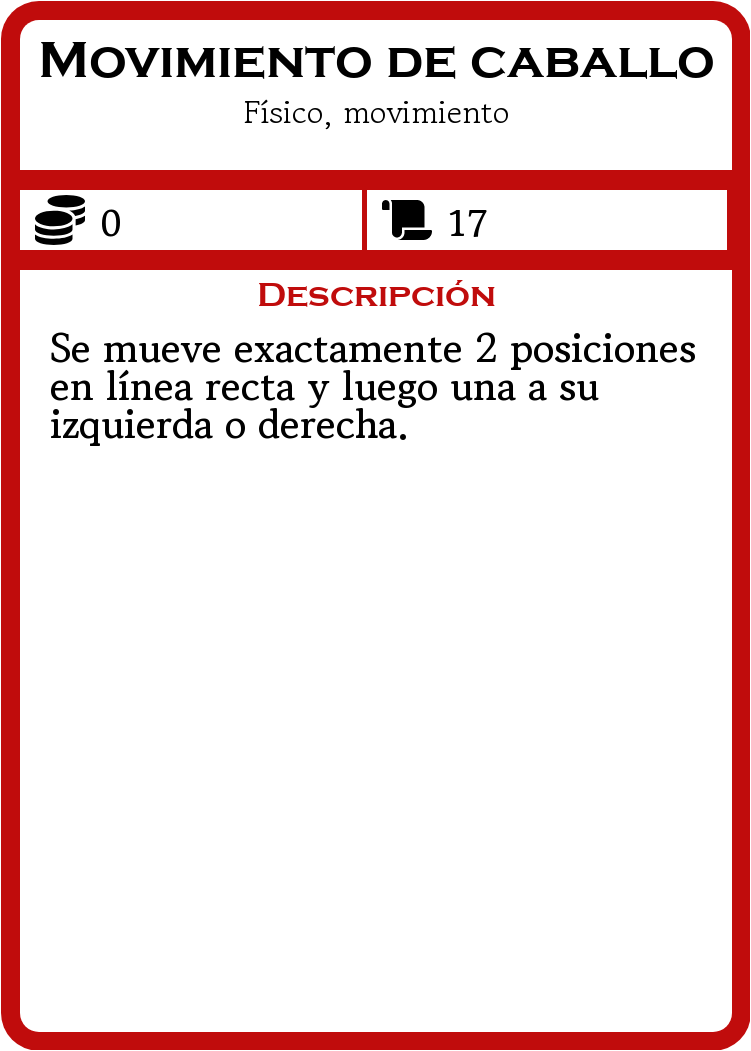 Movimiento de caballo
Físico, movimiento
0
17
Descripción
Se mueve exactamente 2 posiciones
en línea recta y luego una a su
izquierda o derecha.